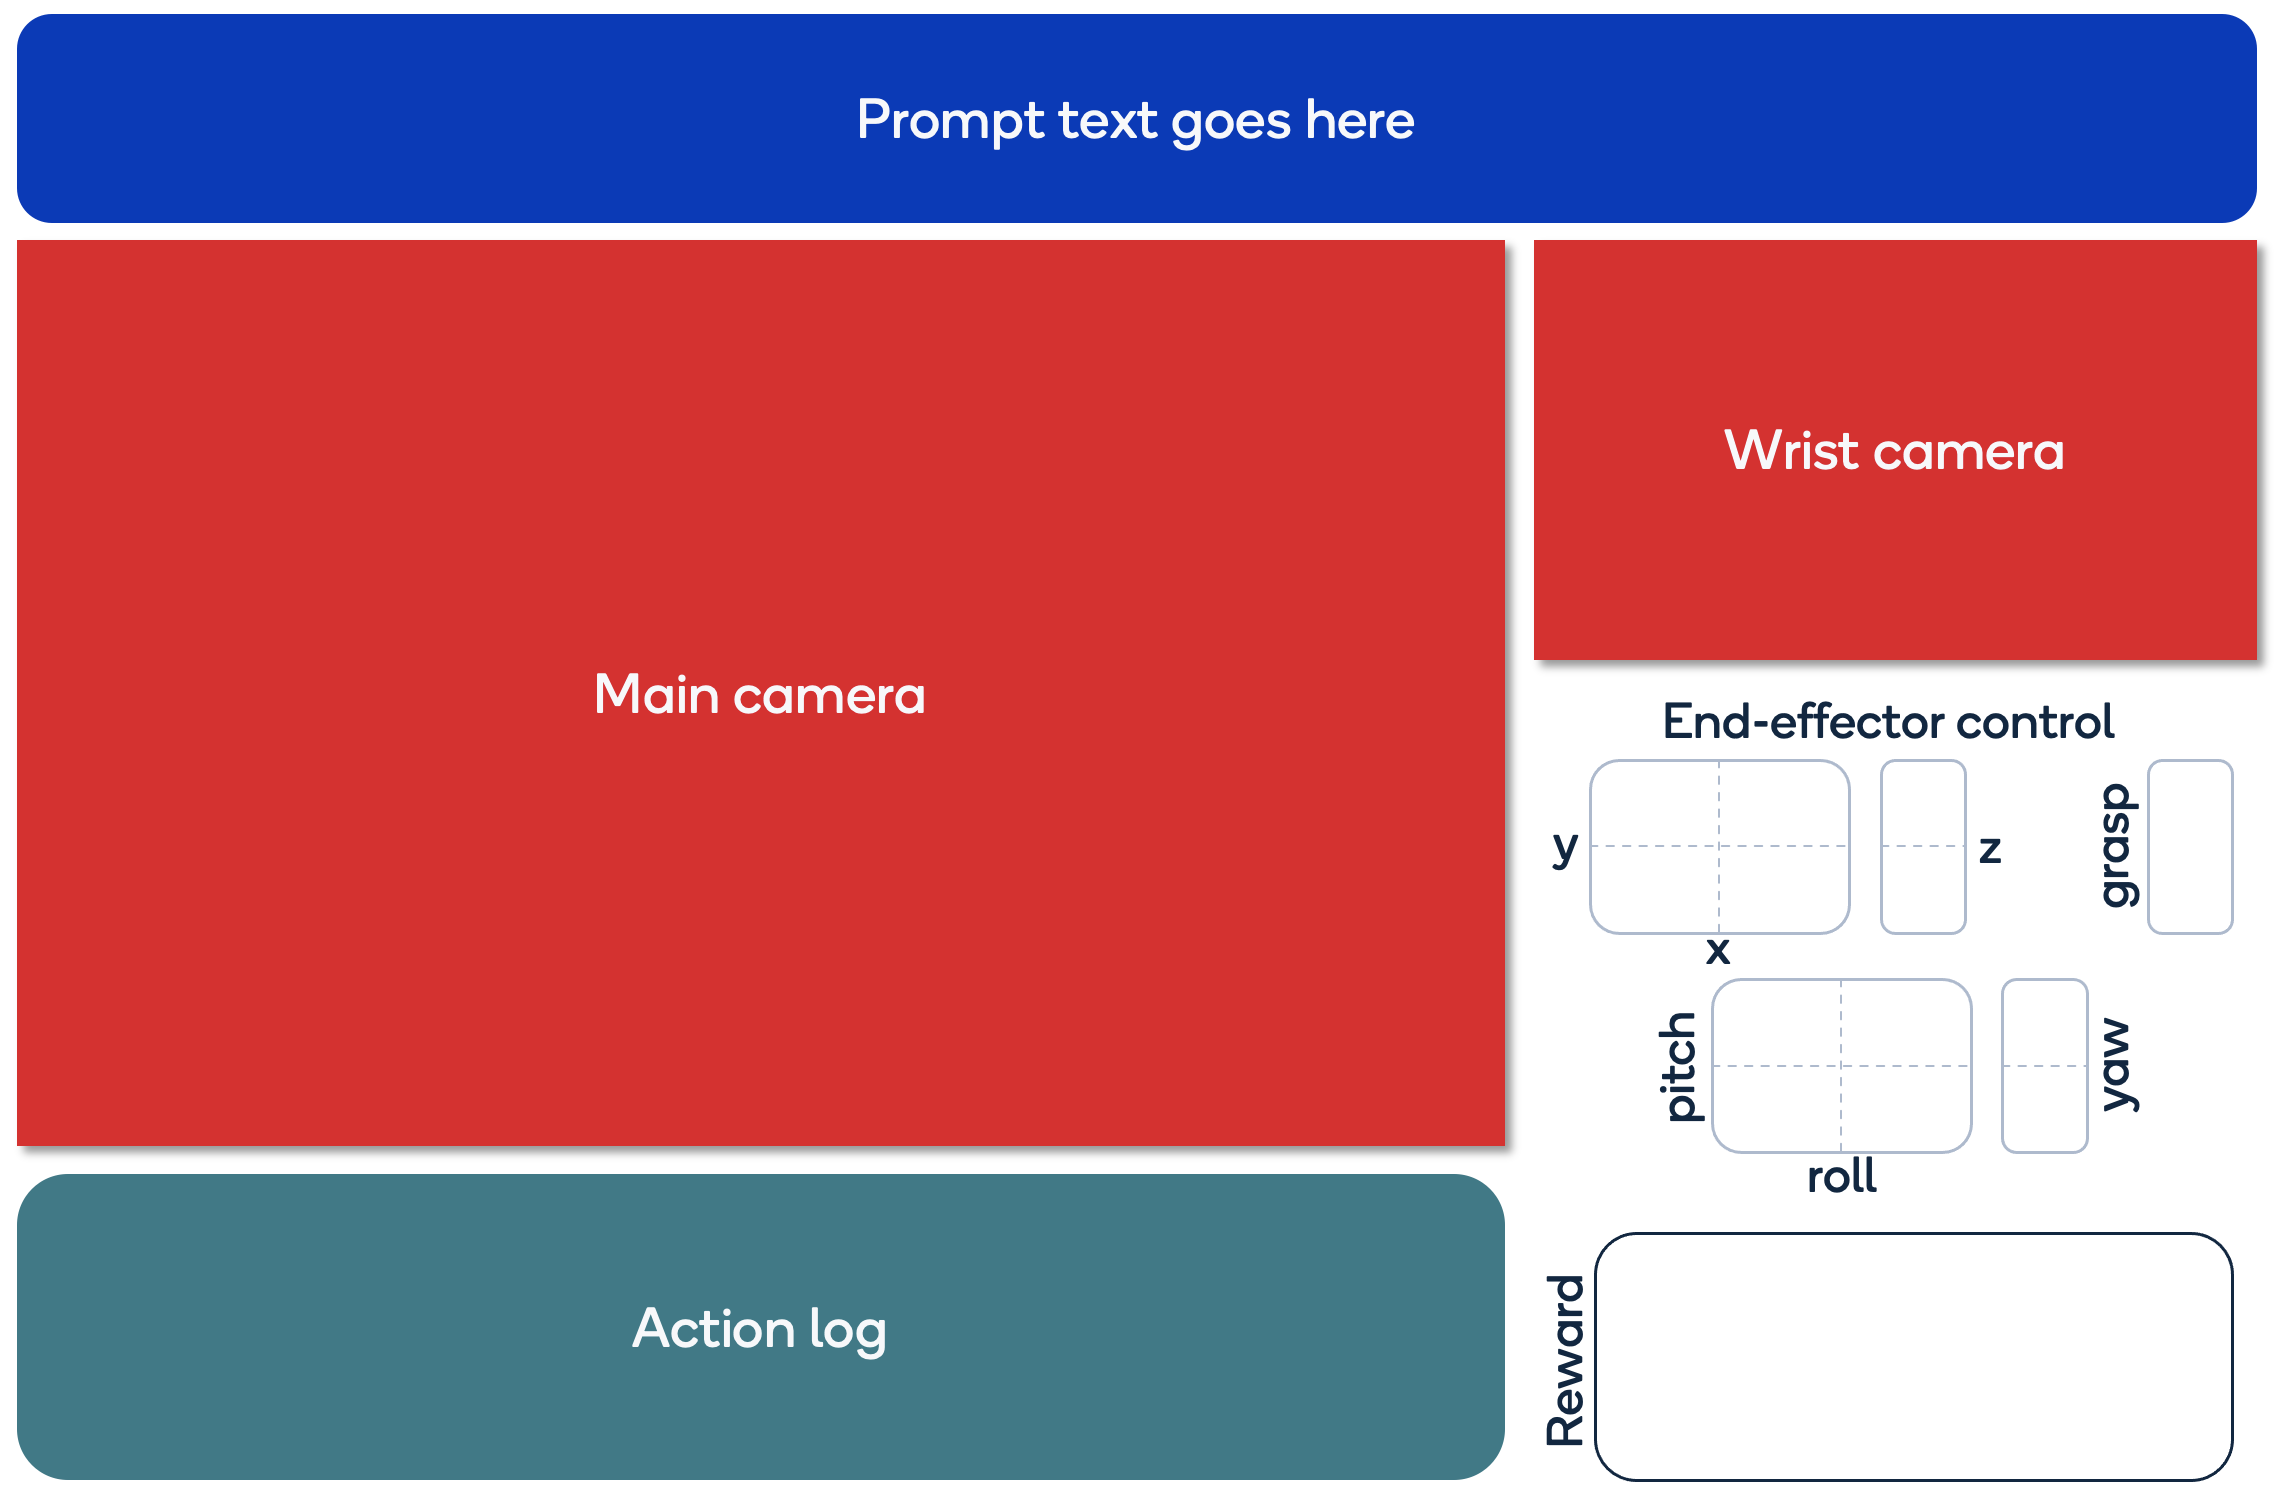 Prompt text goes here
Main camera
Wrist camera
End-effector control
y
x
z
grasp
pitch
roll
yaw
Action log
Reward